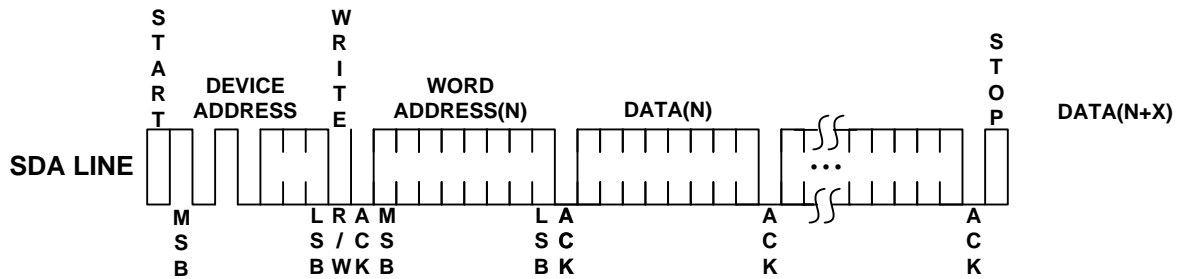 START
WRITE
STOP
DEVICE
ADDRESS
WORD
ADDRESS(N)
DATA(N)
DATA(N+X)
SDA LINE
...
MSB
LSB
R/W
ACK
MSB
LSB
ACK
ACK
ACK